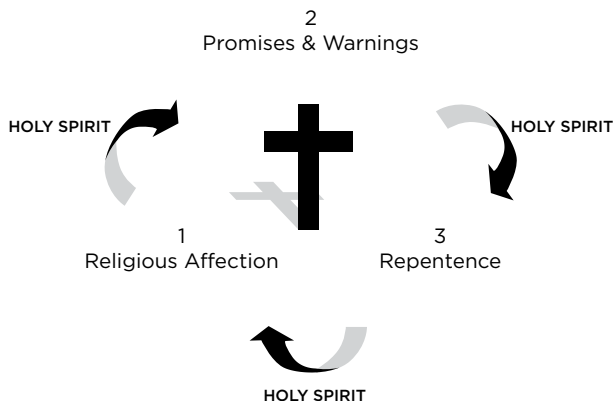 2
Promises & Warnings
HOLY SPIRIT
HOLY SPIRIT
1
Religious Affection
3
Repentence
HOLY SPIRIT